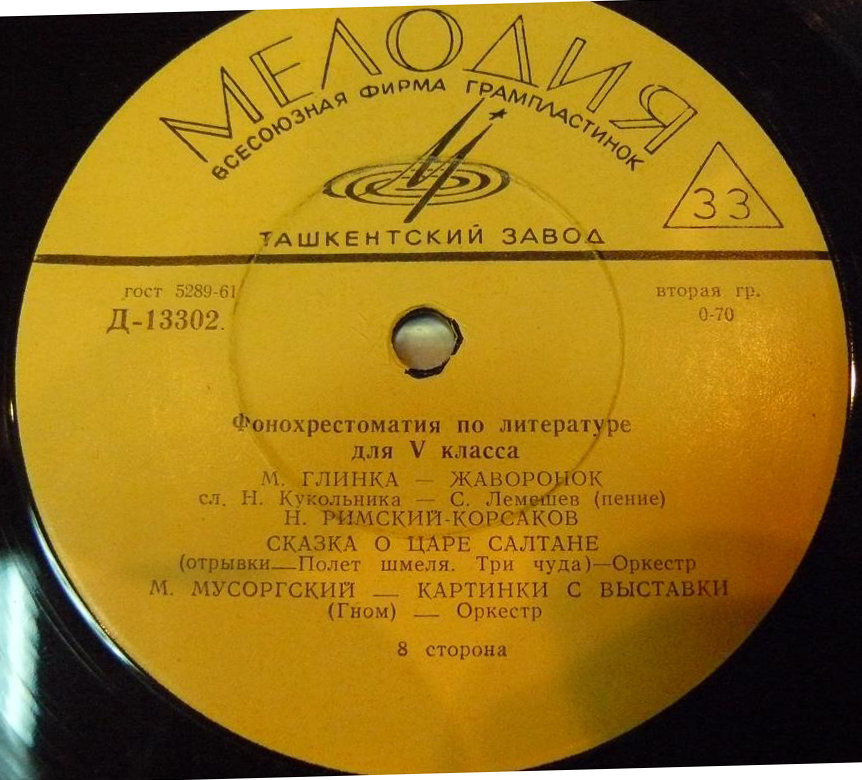 МЕЛОДИЯ
ВСЕСОЮЗНАЯ ФИРМА ГРАМПЛАСТИНОК
33
ТАШКЕНТСКИЙ ЗАВОД
гост 5289-61
вторая гр.
Д-13302.
0-70
Фонохрестоматия по литературе
для V класса
М. ГЛИНКА — ЖАВОРОНОК
сл. Н. Кукольника — С. Лемешев (пение)
Н. РИМСКИЙ-КОРСАКОВ
СКАЗКА О ЦАРЕ САЛТАНЕ
(отрывки—Полет шмеля. Три чуда)—Оркестр
М. МУСОРГСКИЙ — КАРТИНКИ С ВЫСТАВКИ
(Гном) — Оркестр
8 сторона